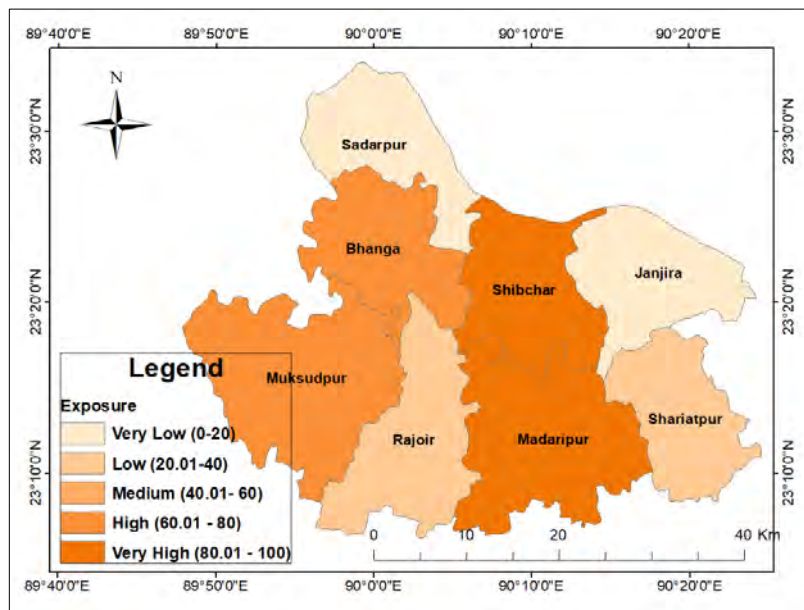 89°40'0"E 89°50'0"E 90°0'0"E 90°10'0"E 90°20'0"E
N
23°30'0"N 23°30'0"N
Sadarpur
Bhanga
Janjira
Shibchar
23°20'0"N 23°20'0"N
Legend
Muksudpur
Exposure
Shariatpur
Very Low (0-20)
Rajoir
Madaripur
Low (20.01-40)
23°10'0"N 23°10'0"N
Medium (40.01- 60)
High (60.01 - 80)
0 10 20 40 Km
Very High (80.01 - 100)
89°40'0"E 89°50'0"E 90°0'0"E 90°10'0"E 90°20'0"E